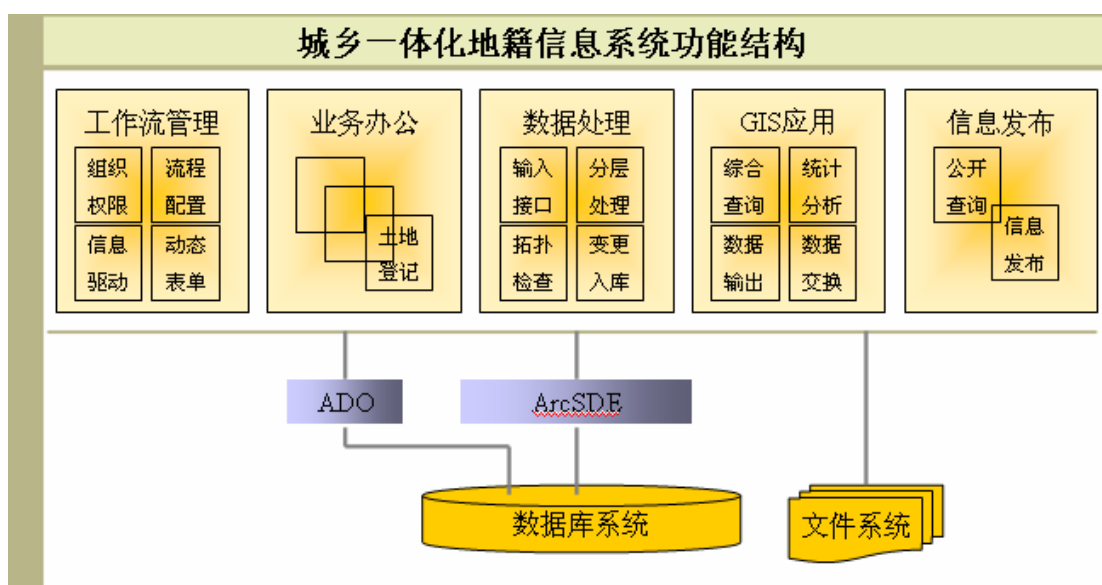 城乡一体化地籍信息系统功能结构
工作流管理
组织
权限
流程
配置
信息
驱动
动态
表单
业务办公
土地
登记
数据处理
输入
接口
分层
处理
拓扑
检查
变更
入库
GIS应用
综合
查询
统计
分析
数据
输出
数据
交换
信息发布
公开
查询
信息
发布
ADO
ArcSDE
数据库系统
文件系统